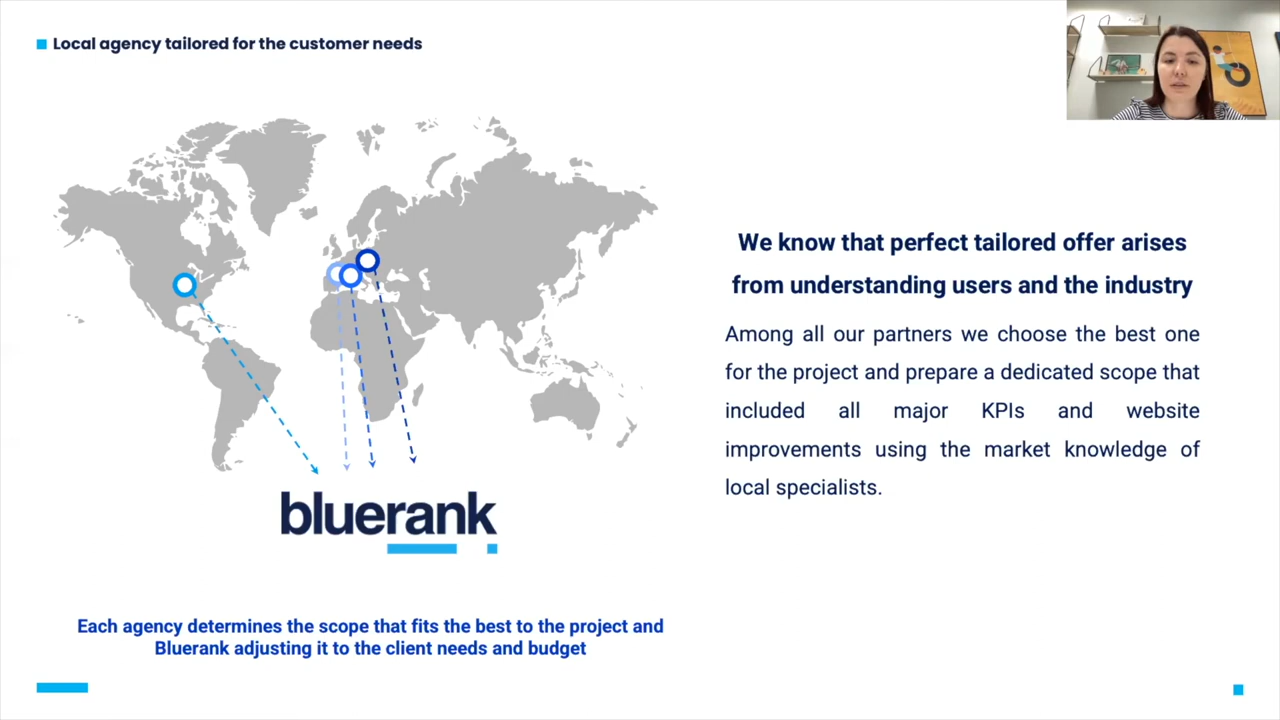 Local agency tailored for the customer needs
We know that perfect tailored offer arises
from understanding users and the industry
Among all our partners we choose the best one
for the project and prepare a dedicated scope that
included all major KPIs and website
improvements using the market knowledge of
local specialists.
bluerank
Each agency determines the scope that fits the best to the project and
Bluerank adjusting it to the client needs and budget